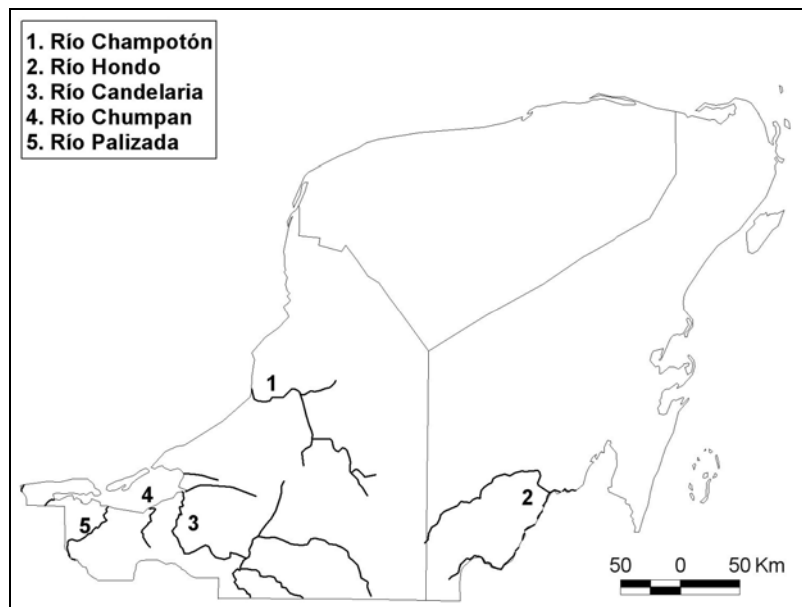 1. Río Champotón
2. Río Hondo
3. Río Candelaria
4. Río Chumpan
5. Río Palizada
1
2
4
3
5
50 0 50 Km